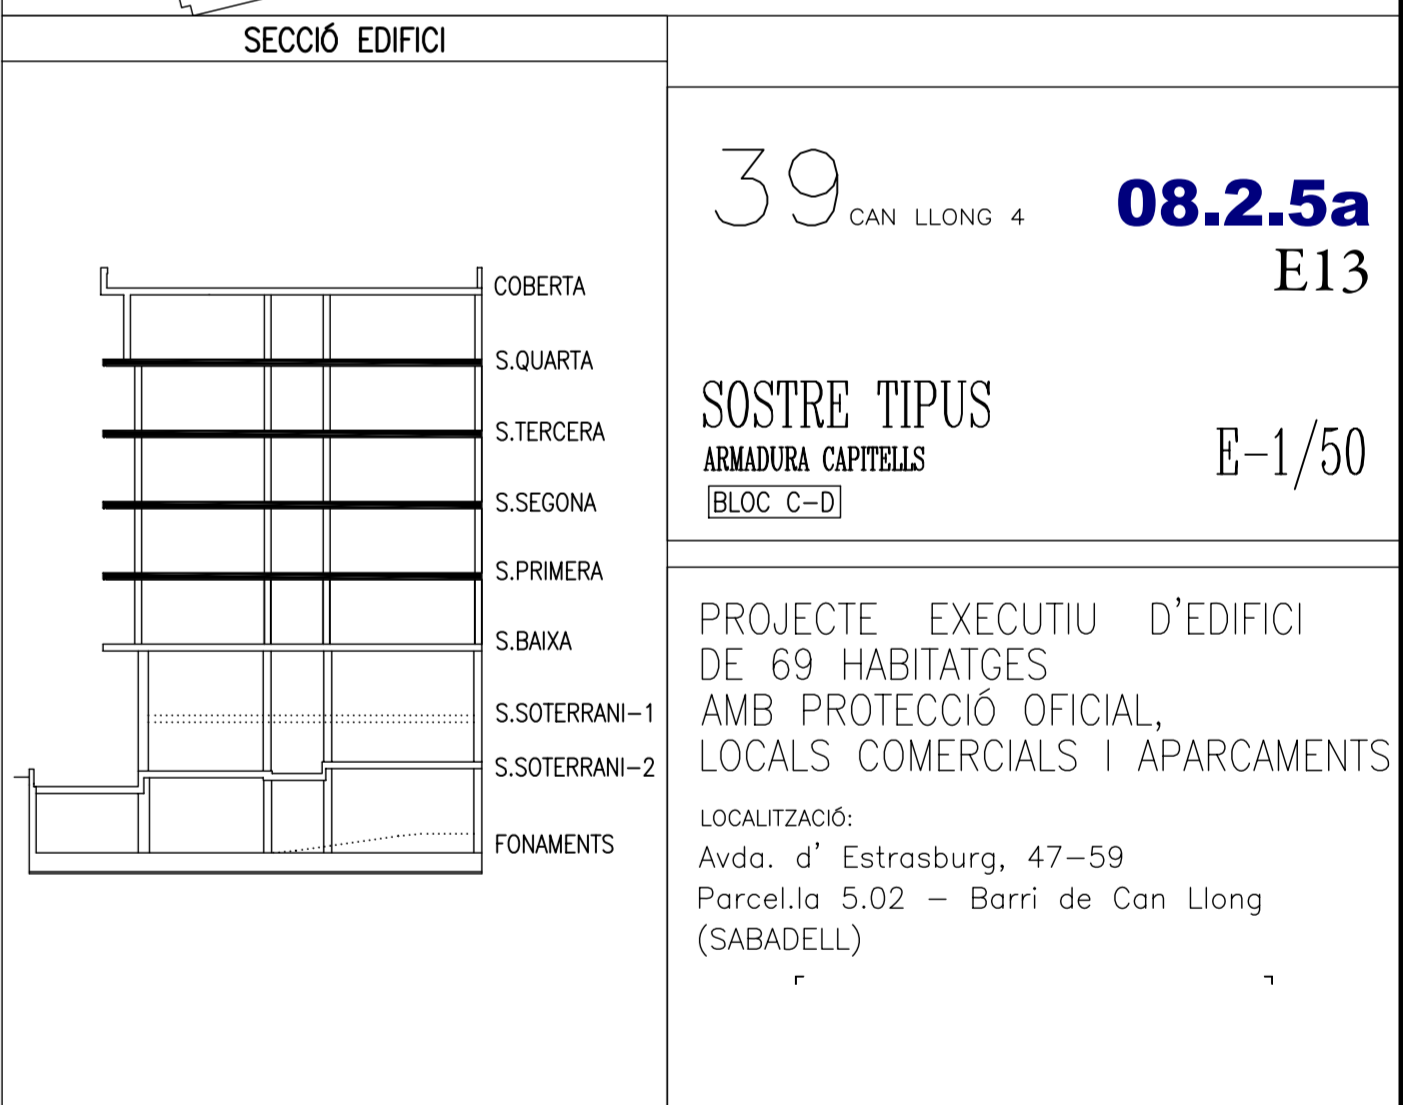 SECCIÓ EDIFICI
COBERTA
S.QUARTA
S.TERCERA
S.SEGONA
S.PRIMERA
S.BAIXA
S.SOTERRANI-1
S.SOTERRANI-2
FONAMENTS
39 CAN LLONG 4
08.2.5a
E13
SOSTRE TIPUS
ARMADURA CAPITELLS
BLOC C-D
E-1/50
PROJECTE EXECUTIU D'EDIFICI
DE 69 HABITATGES
AMB PROTECCIÓ OFICIAL,
LOCALS COMERCIALS I APARCAMENTS
LOCALITZACIÓ:
Avda. d' Estrasburg, 47-59
Parcel.la 5.02 - Barri de Can Llong
(SABADELL)